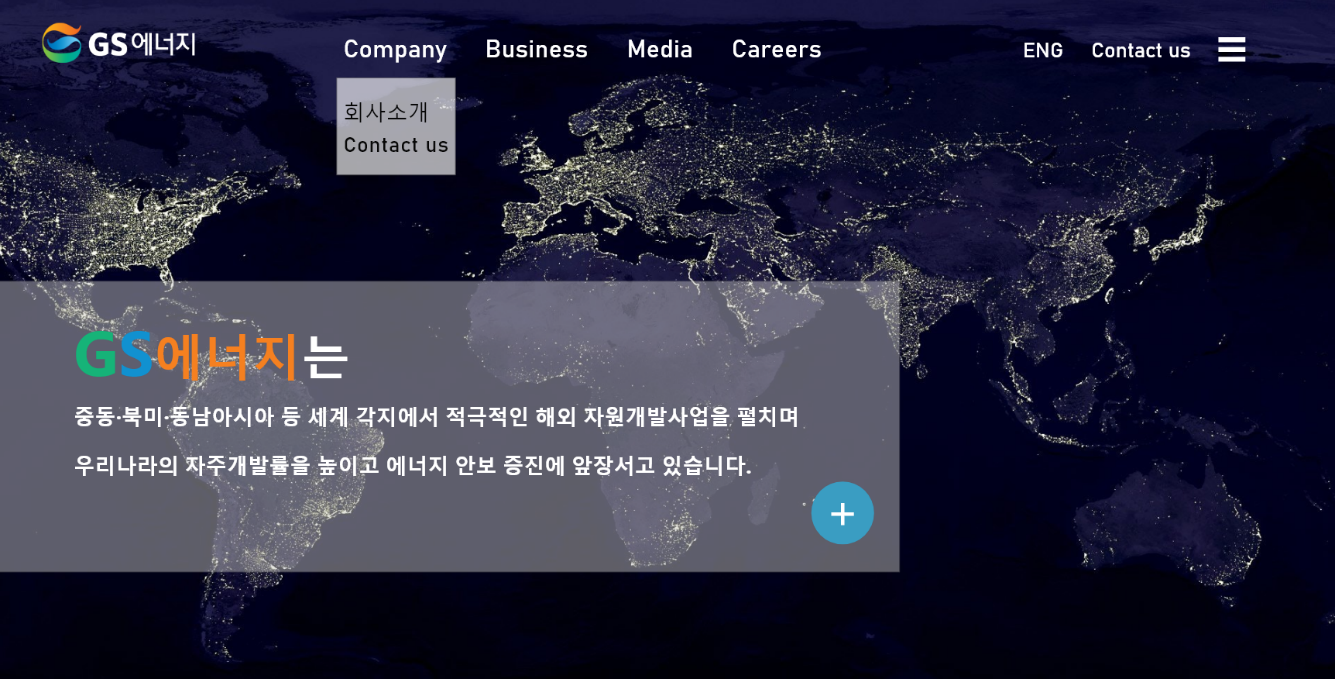 GS에너지
Company Business Media Careers
ENG Contact us
회사소개
Contact us
GS에너지는
중동·북미·동남아시아 등 세계 각지에서 적극적인 해외 자원개발사업을 펼치며
우리나라의 자주개발률을 높이고 에너지 안보 증진에 앞장서고 있습니다.
+